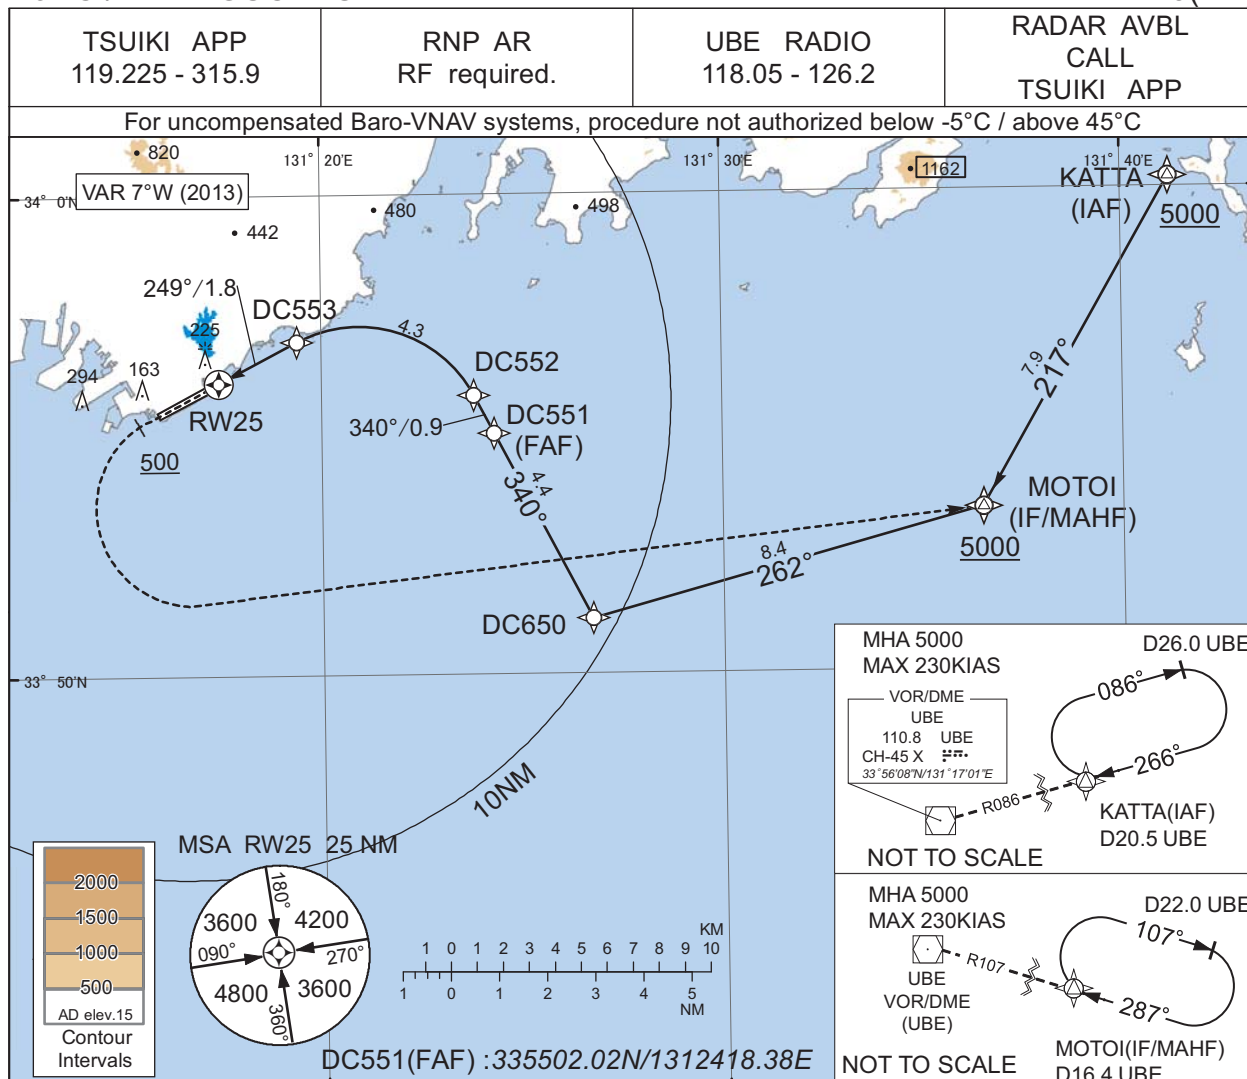 TSUIKI APP
119.225 - 315.9
RNP AR
RF required.
UBE RADIO
118.05 - 126.2
RADAR AVBL
CALL
TSUIKI APP
For uncompensated Baro-VNAV systems, procedure not authorized below -5°C / above 45°C
820
131° 20'E
131° 30'E
131° 40'E
1162
KATTA
(IAF)
5000
VAR 7°W (2013)
34° 0'N
480
498
442
249°/1.8
DC553
4.3
225
DC552
7.9
217°
294
163
RW25
340°/0.9
DC551
(FAF)
500
4.4
340°
MOTOI
(IF/MAHF)
5000
8.4
262°
DC650
33° 50'N
10NM
MHA 5000
MAX 230KIAS
D26.0 UBE
086°
VOR/DME
UBE
110.8 UBE
CH-45 X
33°56'08"N/131°17'01"E
266°
R086
KATTA(IAF)
D20.5 UBE
NOT TO SCALE
MSA RW25 25 NM
180°
3600
4200
090°
270°
4800
3600
360°
2000
1500
1000
500
AD elev.15
Contour
Intervals
KM
1 0 1 2 3 4 5 6 7 8 9 10
1 0 1 2 3 4 5
NM
MHA 5000
MAX 230KIAS
D22.0 UBE
107°
R107
UBE
VOR/DME
(UBE)
287°
NOT TO SCALE
MOTOI(IF/MAHF)
D16.4 UBE
DC551(FAF) :335502.02N/1312418.38E